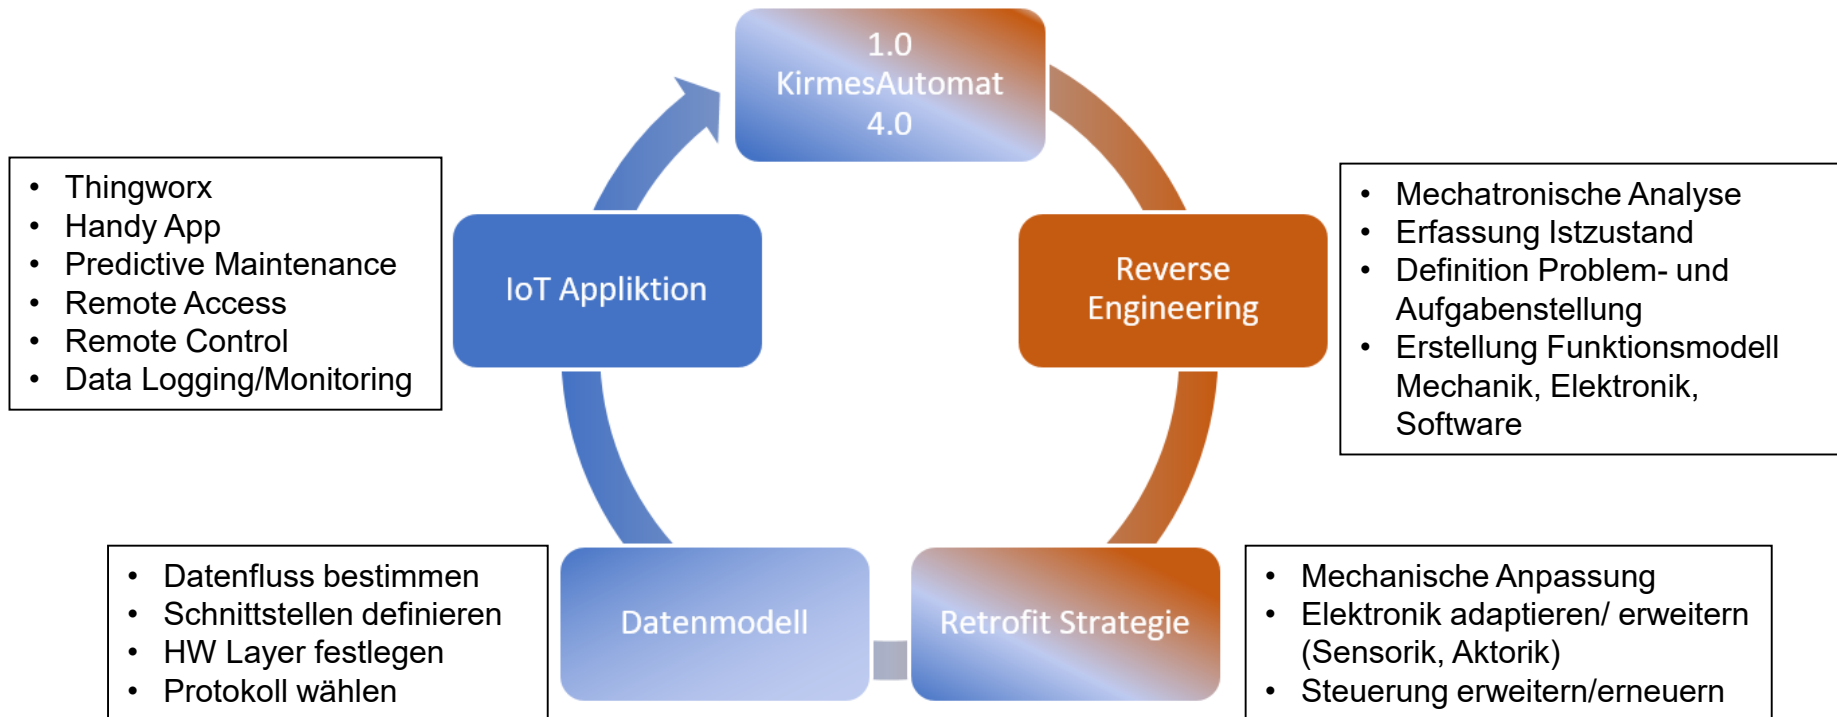 1.0
KirmesAutomat
4.0
• Thingworx
• Handy App
• Predictive Maintenance
• Remote Access
• Remote Control
• Data Logging/Monitoring
IoT Appliktion
Reverse
Engineering
• Mechatronische Analyse
• Erfassung Istzustand
• Definition Problem- und
Aufgabenstellung
• Erstellung Funktionsmodell
Mechanik, Elektronik,
Software
• Datenfluss bestimmen
• Schnittstellen definieren
• HW Layer festlegen
• Protokoll wählen
Datenmodell
Retrofit Strategie
• Mechanische Anpassung
• Elektronik adaptieren/ erweitern
(Sensorik, Aktorik)
• Steuerung erweitern/erneuern